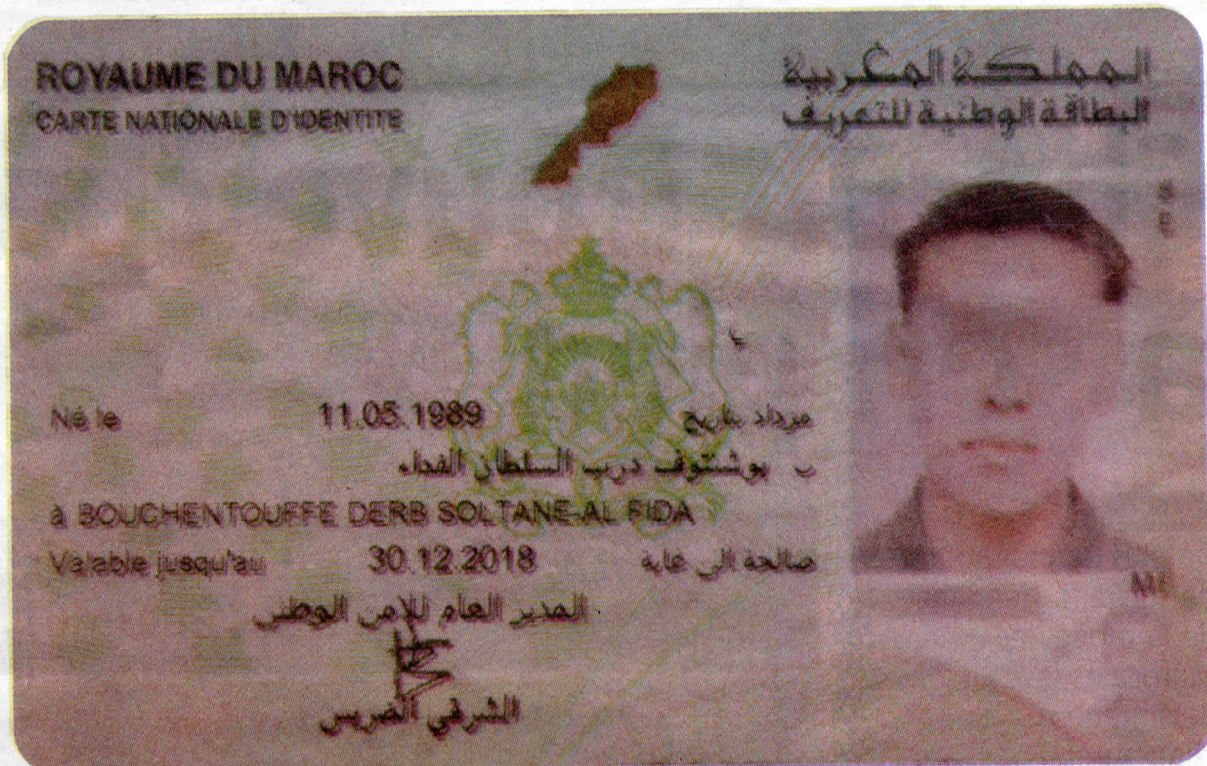 ROYAUME DU MAROC
المملكة المغربية
CARTE NATIONALE D'IDENTITE
البطاقة الوطنية للتعريف
Né le 11.05.1989 مزداد بتاريخ
ب بوشنتوف درب السلطان الفداء
à BOUCHENTOUFFE DERB SOLTANE-AL FIDA
Valable jusqu'au 30.12.2018 صالحة الى غاية
المدير العام للامن الوطني
الشرقي الضريس